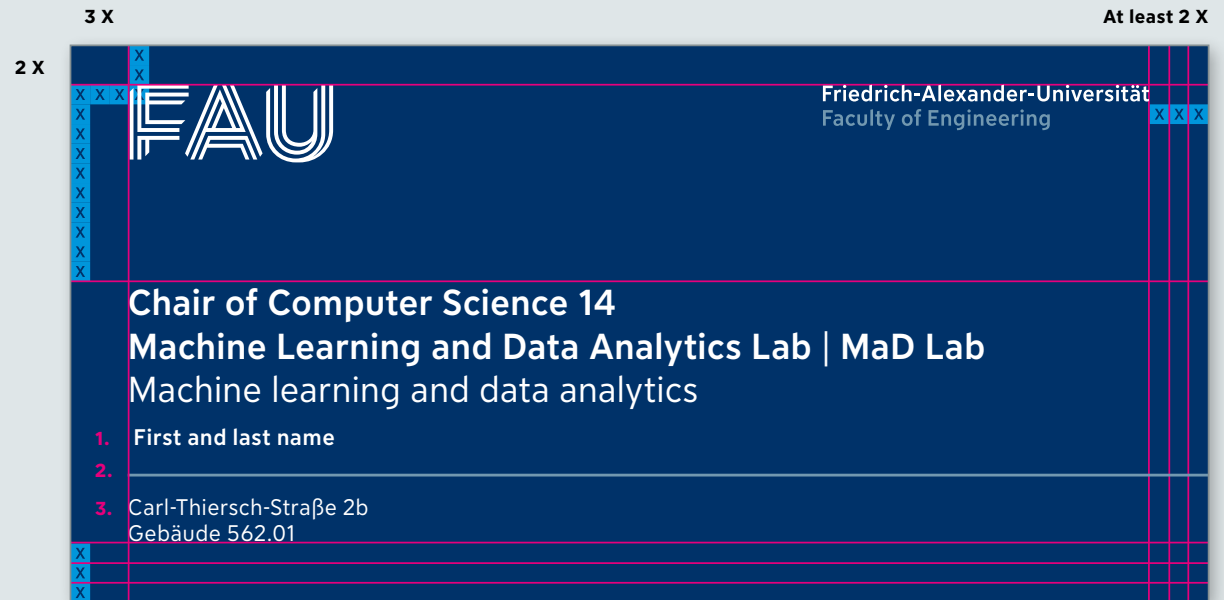 3 X
At least 2 X
2 X
X
X
X X X
FAU
Friedrich-Alexander-Universität
Faculty of Engineering
X X X
X
X
X
X
X
X
X
X
X
Chair of Computer Science 14
Machine Learning and Data Analytics Lab | MaD Lab
Machine learning and data analytics
1. First and last name
2.
3. Carl-Thiersch-Straße 2b
Gebäude 562.01
X
X
X